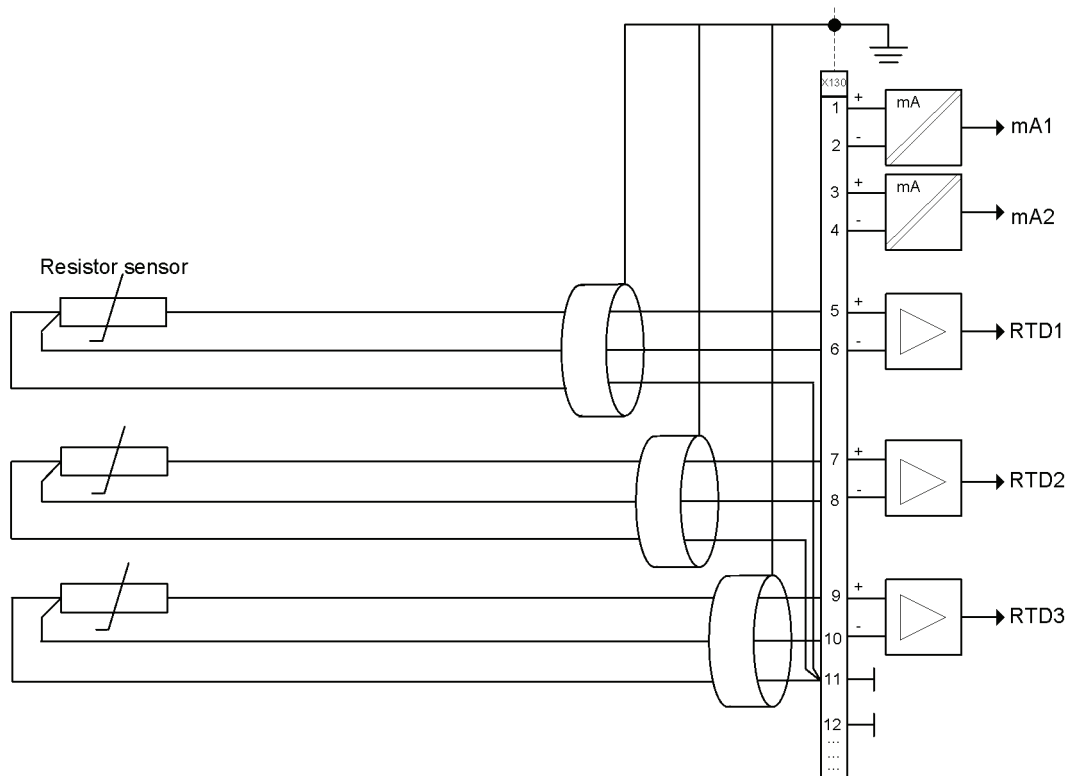 X130
1 + mA
mA1
2 -
3 + mA
mA2
4 -
Resistor sensor
5 +
RTD1
6 -
7 +
RTD2
8 -
9 +
RTD3
10 -
11
12
...
...
...